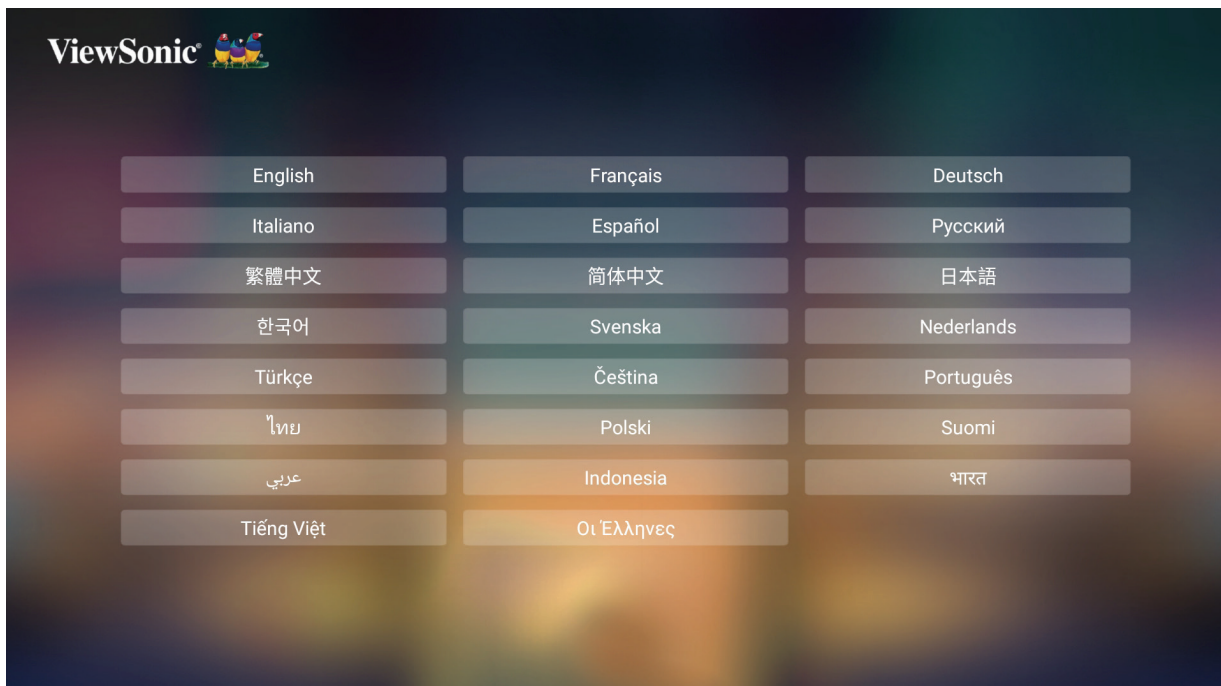 ViewSonic®
English Français Deutsch
Italiano Español Русский
繁體中文 简体中文 日本語
한국어 Svenska Nederlands
Türkçe Čeština Português
ไทย Polski Suomi
عربي Indonesia भारत
Tiếng Việt Οι Έλληνες